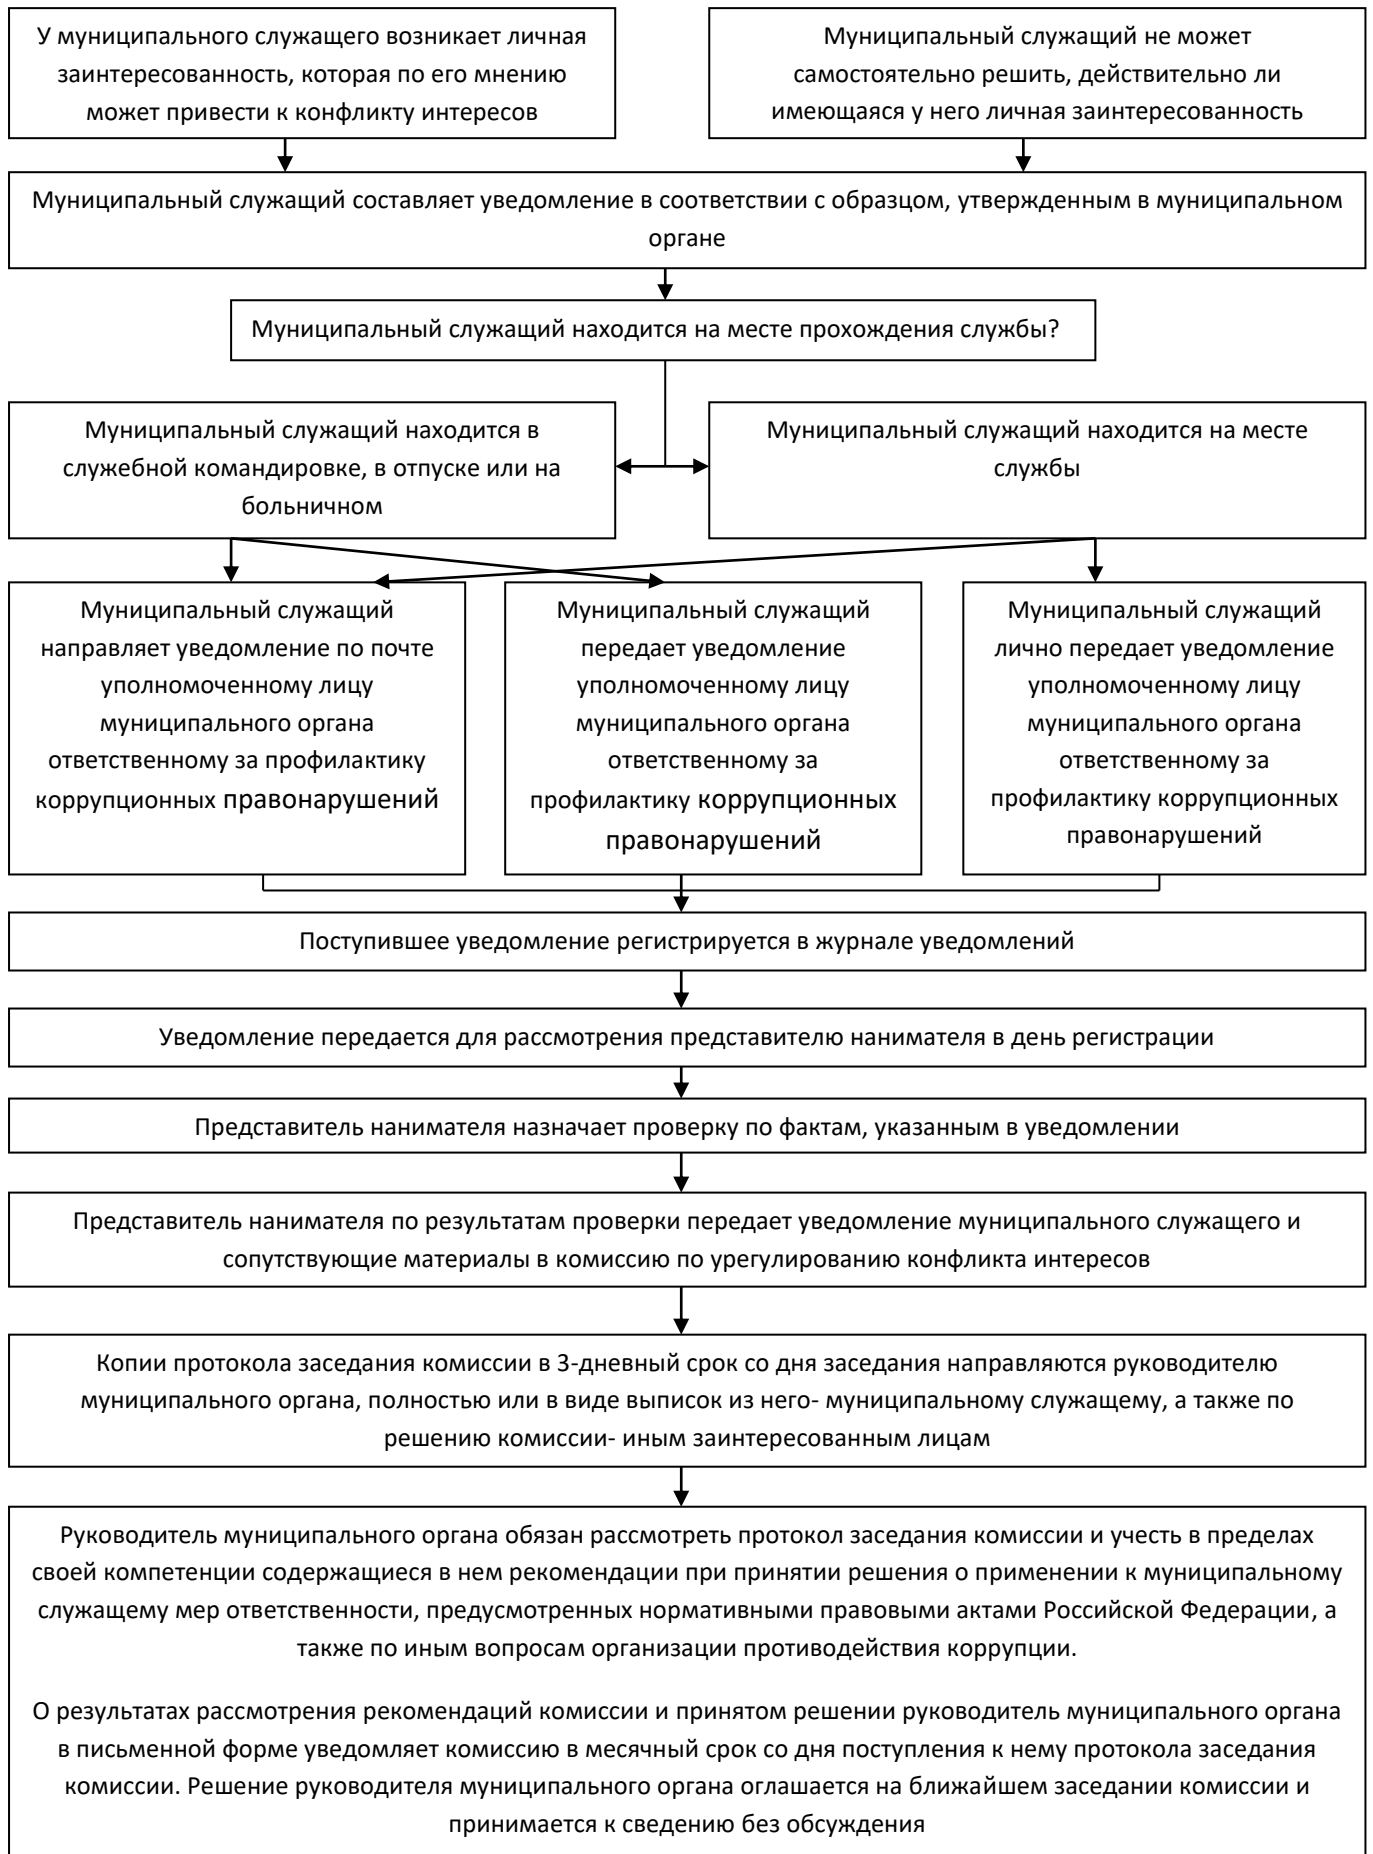 У муниципального служащего возникает личная
заинтересованность, которая по его мнению
может привести к конфликту интересов
Муниципальный служащий не может
самостоятельно решить, действительно ли
имеющаяся у него личная заинтересованность
Муниципальный служащий составляет уведомление в соответствии с образцом, утвержденным в муниципальном
органе
Муниципальный служащий находится на месте прохождения службы?
Муниципальный служащий находится в
служебной командировке, в отпуске или на
больничном
Муниципальный служащий находится на месте
службы
Муниципальный служащий
направляет уведомление по почте
уполномоченному лицу
муниципального органа
ответственному за профилактику
коррупционных правонарушений
Муниципальный служащий
передает уведомление
уполномоченному лицу
муниципального органа
ответственному за
профилактику коррупционных
правонарушений
Муниципальный служащий
лично передает уведомление
уполномоченному лицу
муниципального органа
ответственному за
профилактику коррупционных
правонарушений
Поступившее уведомление регистрируется в журнале уведомлений
Уведомление передается для рассмотрения представителю нанимателя в день регистрации
Представитель нанимателя назначает проверку по фактам, указанным в уведомлении
Представитель нанимателя по результатам проверки передает уведомление муниципального служащего и
сопутствующие материалы в комиссию по урегулированию конфликта интересов
Копии протокола заседания комиссии в 3-дневный срок со дня заседания направляются руководителю
муниципального органа, полностью или в виде выписок из него- муниципальному служащему, а также по
решению комиссии- иным заинтересованным лицам
Руководитель муниципального органа обязан рассмотреть протокол заседания комиссии и учесть в пределах
своей компетенции содержащиеся в нем рекомендации при принятии решения о применении к муниципальному
служащему мер ответственности, предусмотренных нормативными правовыми актами Российской Федерации, а
также по иным вопросам организации противодействия коррупции.
О результатах рассмотрения рекомендаций комиссии и принятом решении руководитель муниципального органа
в письменной форме уведомляет комиссию в месячный срок со дня поступления к нему протокола заседания
комиссии. Решение руководителя муниципального органа оглашается на ближайшем заседании комиссии и
принимается к сведению без обсуждения